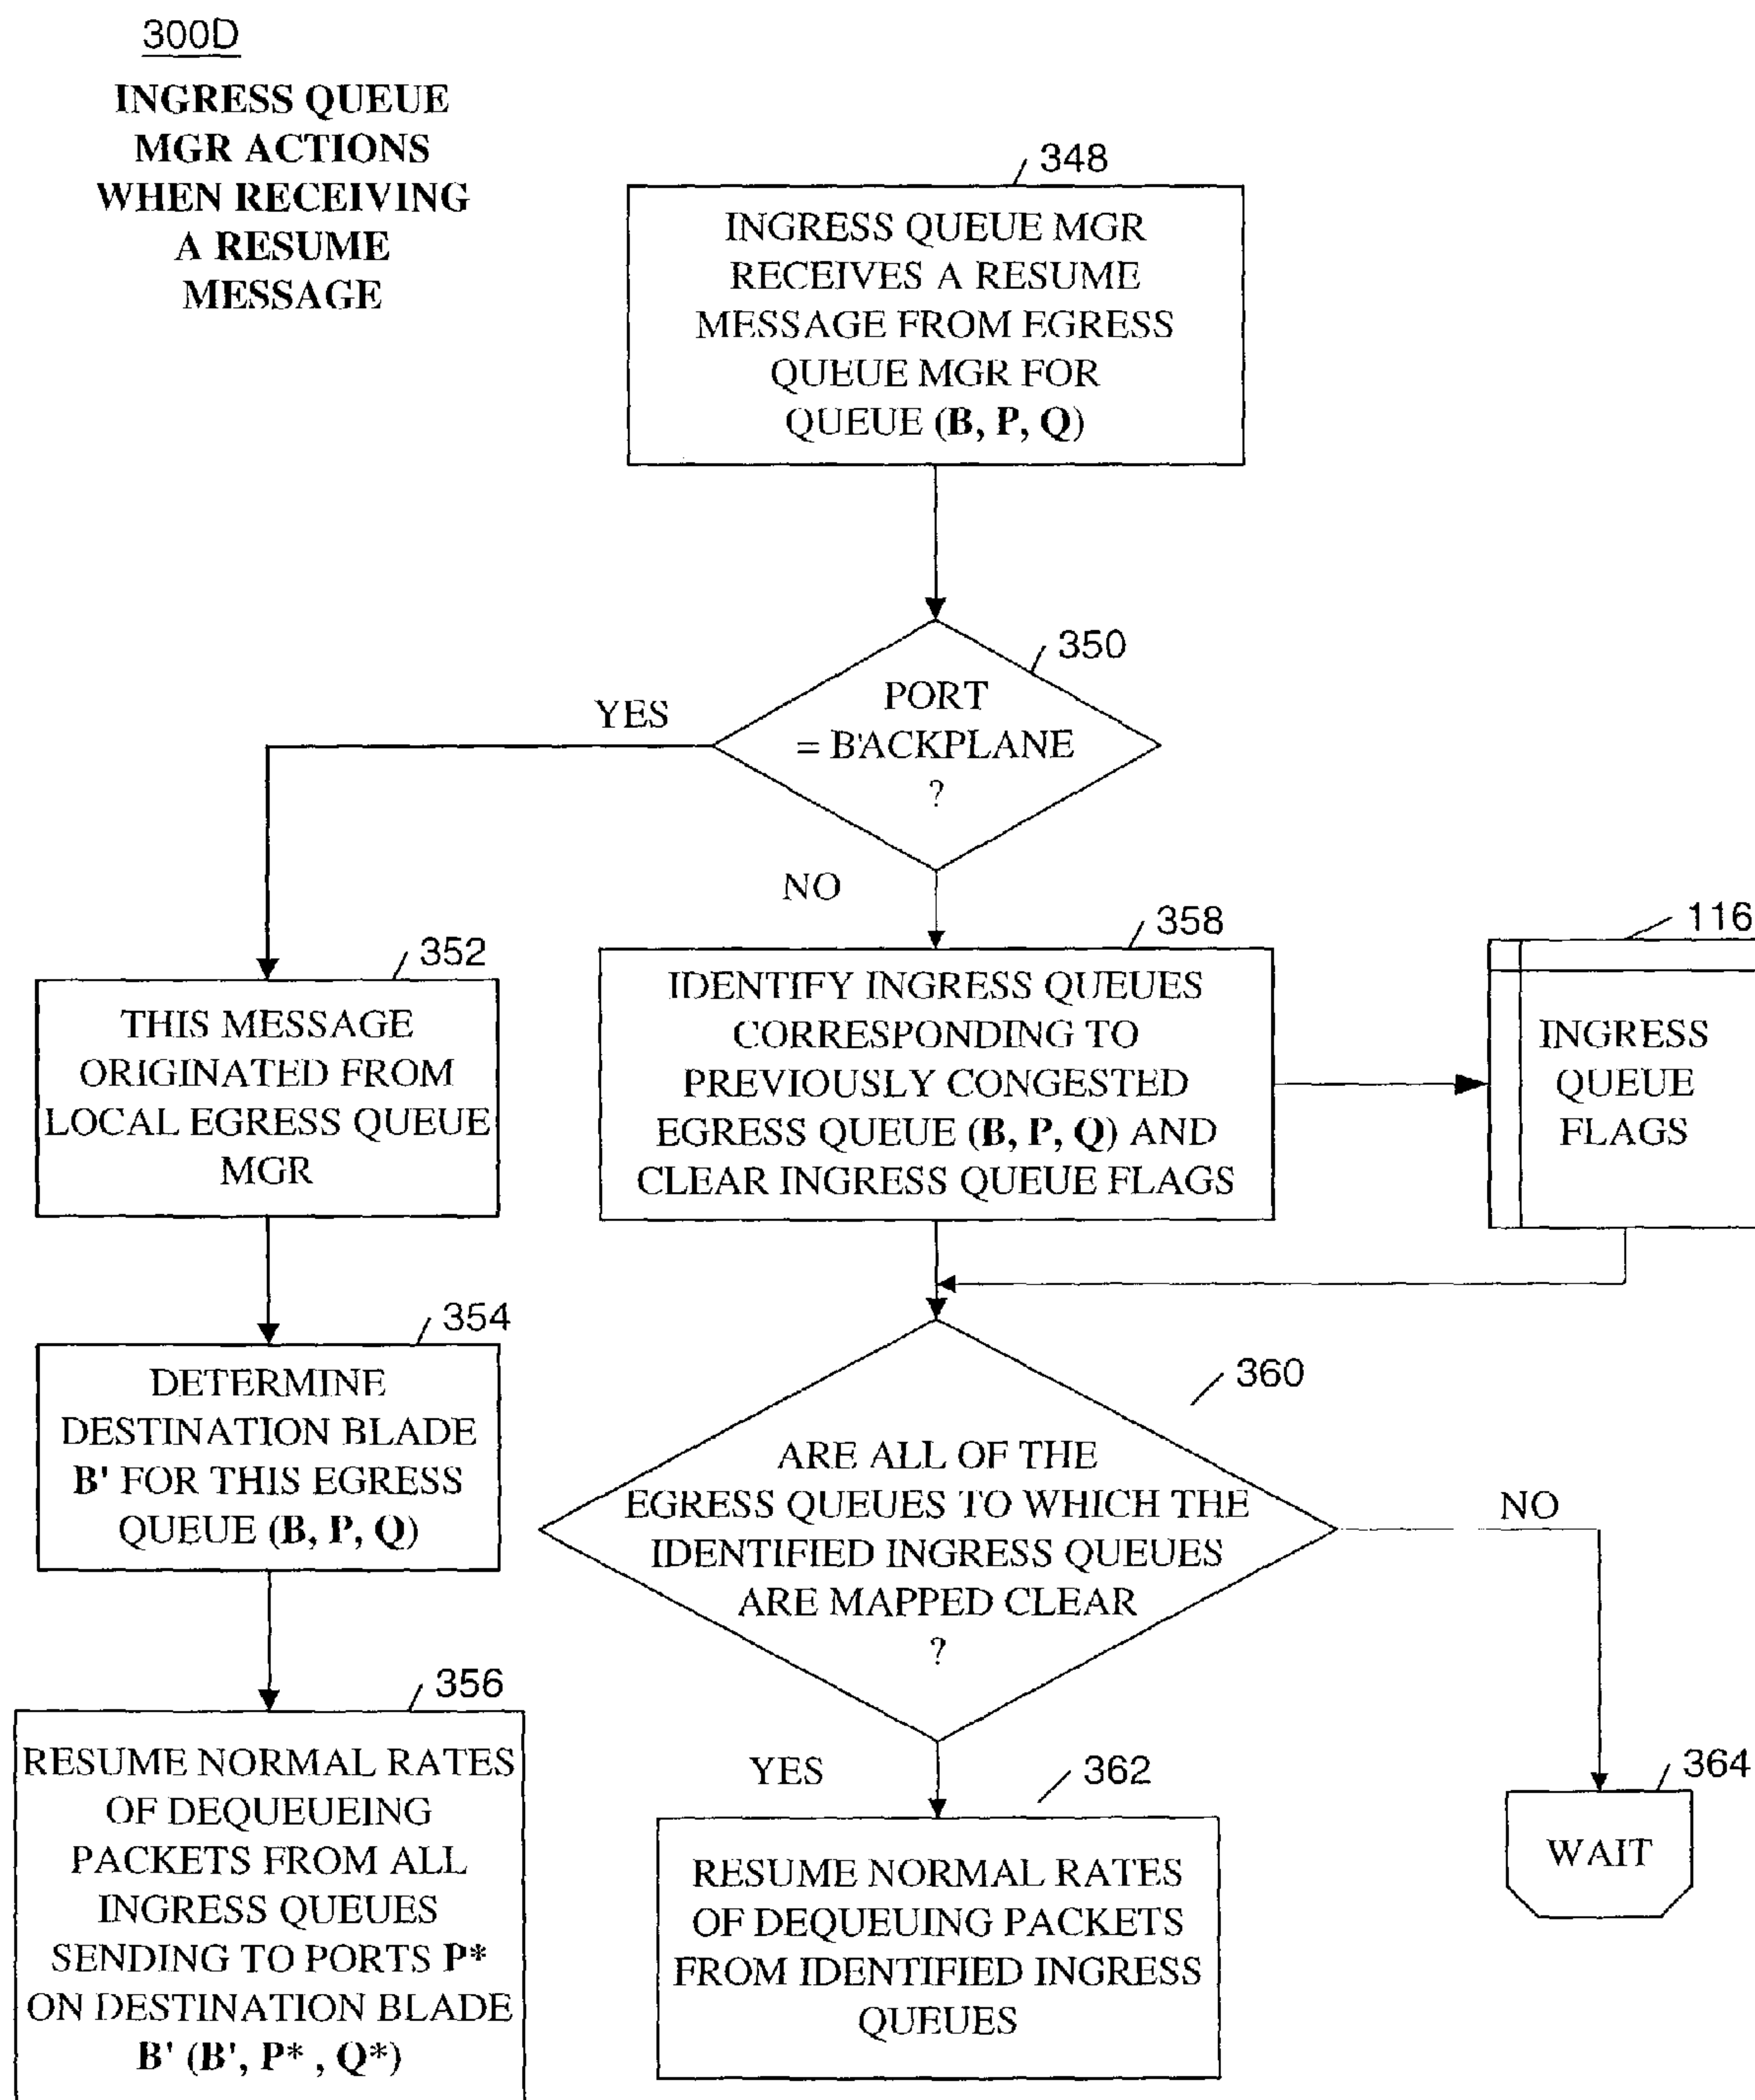 300D
INGRESS QUEUE
MGR ACTIONS
WHEN RECEIVING
A RESUME
MESSAGE
348
INGRESS QUEUE MGR
RECEIVES A RESUME
MESSAGE FROM EGRESS
QUEUE MGR FOR
QUEUE (B, P, Q)
350
PORT
= B'ACKPLANE
?
YES
NO
352
THIS MESSAGE
ORIGINATED FROM
LOCAL EGRESS QUEUE
MGR
358
IDENTIFY INGRESS QUEUES
CORRESPONDING TO
PREVIOUSLY CONGESTED
EGRESS QUEUE (B, P, Q) AND
CLEAR INGRESS QUEUE FLAGS
116
INGRESS
QUEUE
FLAGS
354
DETERMINE
DESTINATION BLADE
B' FOR THIS EGRESS
QUEUE (B, P, Q)
360
ARE ALL OF THE
EGRESS QUEUES TO WHICH THE
IDENTIFIED INGRESS QUEUES
ARE MAPPED CLEAR
?
NO
YES
356
RESUME NORMAL RATES
OF DEQUEUEING
PACKETS FROM ALL
INGRESS QUEUES
SENDING TO PORTS P*
ON DESTINATION BLADE
B' (B', P* , Q*)
362
RESUME NORMAL RATES
OF DEQUEUING PACKETS
FROM IDENTIFIED INGRESS
QUEUES
364
WAIT